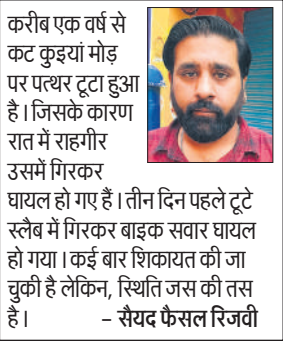 करीब एक वर्ष से
कट कुइयां मोड़
पर पत्थर टूटा हुआ
है। जिसके कारण
रात में राहगीर
उसमें गिरकर
घायल हो गए हैं। तीन दिन पहले टूटे
स्लैब में गिरकर बाइक सवार घायल
हो गया। कई बार शिकायत की जा
चुकी है लेकिन, स्थिति जस की तस
है।     – सैयद फैसल रिजवी